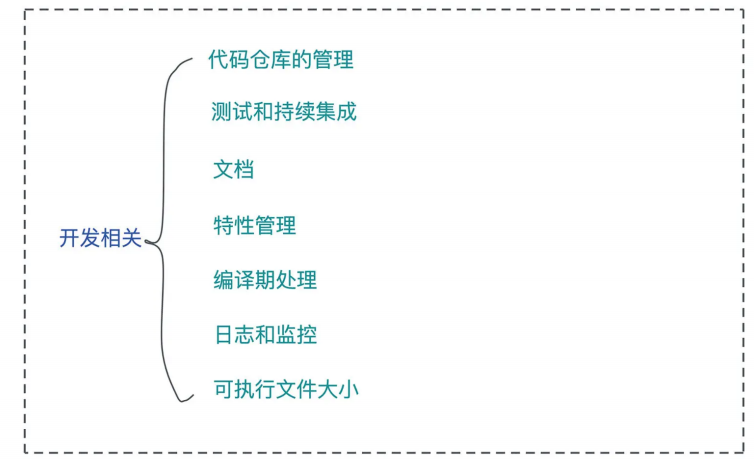 代码仓库的管理
测试和持续集成
文档
特性管理
开发相关
编译期处理
日志和监控
可执行文件大小